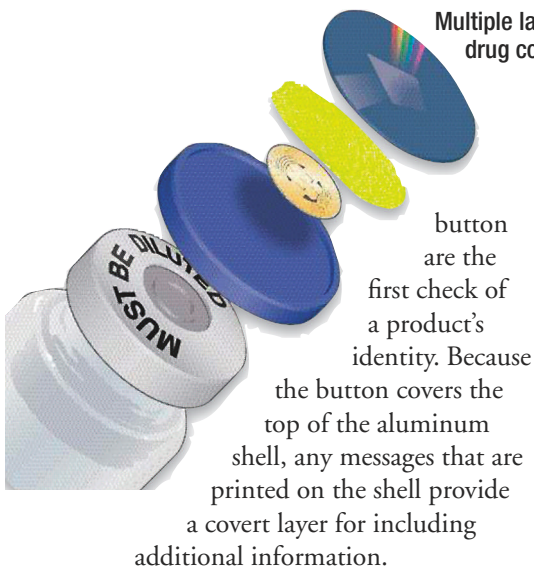 Multiple la
drug co
MUST BE DILUTED
button
are the
first check of
a product's
identity. Because
the button covers the
top of the aluminum
shell, any messages that are
printed on the shell provide
a covert layer for including
additional information.